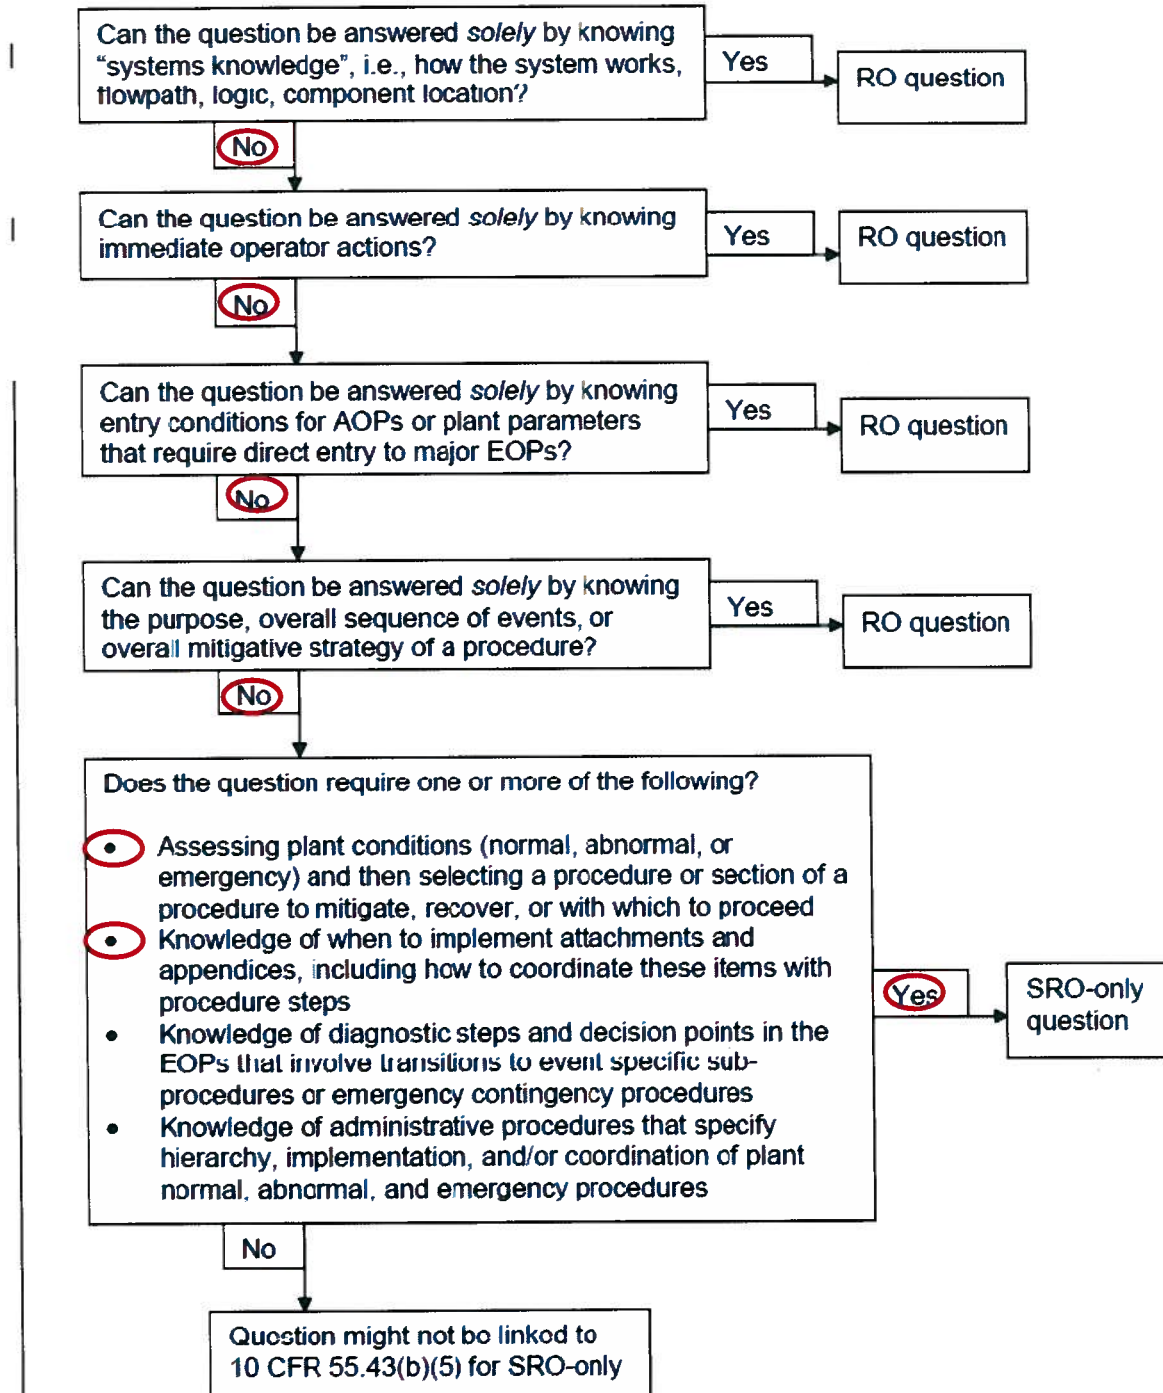 Can the question be answered solely by knowing
"systems knowledge", i.e., how the system works,
flowpath, logic, component location?
Yes
RO question
No
Can the question be answered solely by knowing
immediate operator actions?
Yes
RO question
No
Can the question be answered solely by knowing
entry conditions for AOPs or plant parameters
that require direct entry to major EOPs?
Yes
RO question
No
Can the question be answered solely by knowing
the purpose, overall sequence of events, or
overall mitigative strategy of a procedure?
Yes
RO question
No
Does the question require one or more of the following?
• Assessing plant conditions (normal, abnormal, or
emergency) and then selecting a procedure or section of a
procedure to mitigate, recover, or with which to proceed
• Knowledge of when to implement attachments and
appendices, including how to coordinate these items with
procedure steps
• Knowledge of diagnostic steps and decision points in the
EOPs that involve transitions to event specific sub-
procedures or emergency contingency procedures
• Knowledge of administrative procedures that specify
hierarchy, implementation, and/or coordination of plant
normal, abnormal, and emergency procedures
Yes
SRO-only
question
No
Question might not be linked to
10 CFR 55.43(b)(5) for SRO-only